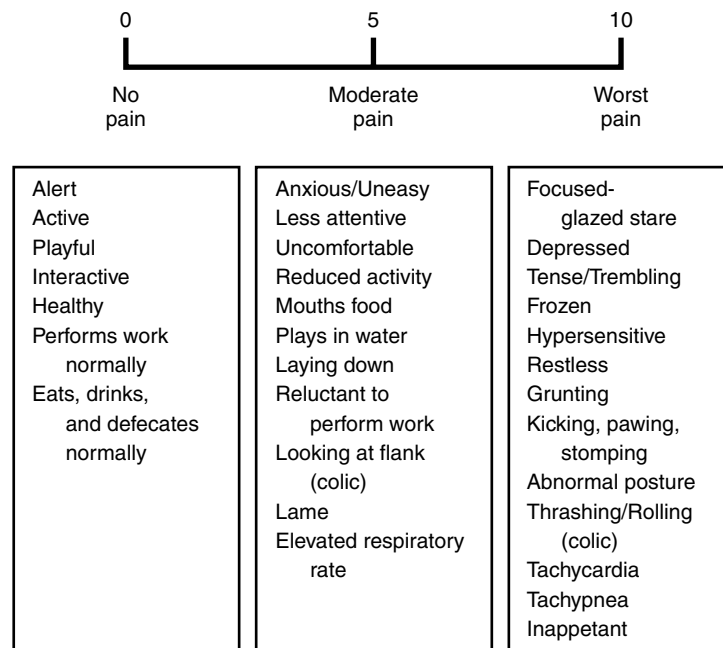 0
5
10
No
pain
Moderate
pain
Worst
pain
Alert
Active
Playful
Interactive
Healthy
Performs work
normally
Eats, drinks,
and defecates
normally
Anxious/Uneasy
Less attentive
Uncomfortable
Reduced activity
Mouths food
Plays in water
Laying down
Reluctant to
perform work
Looking at flank
(colic)
Lame
Elevated respiratory
rate
Focused-
glazed stare
Depressed
Tense/Trembling
Frozen
Hypersensitive
Restless
Grunting
Kicking, pawing,
stomping
Abnormal posture
Thrashing/Rolling
(colic)
Tachycardia
Tachypnea
Inappetant